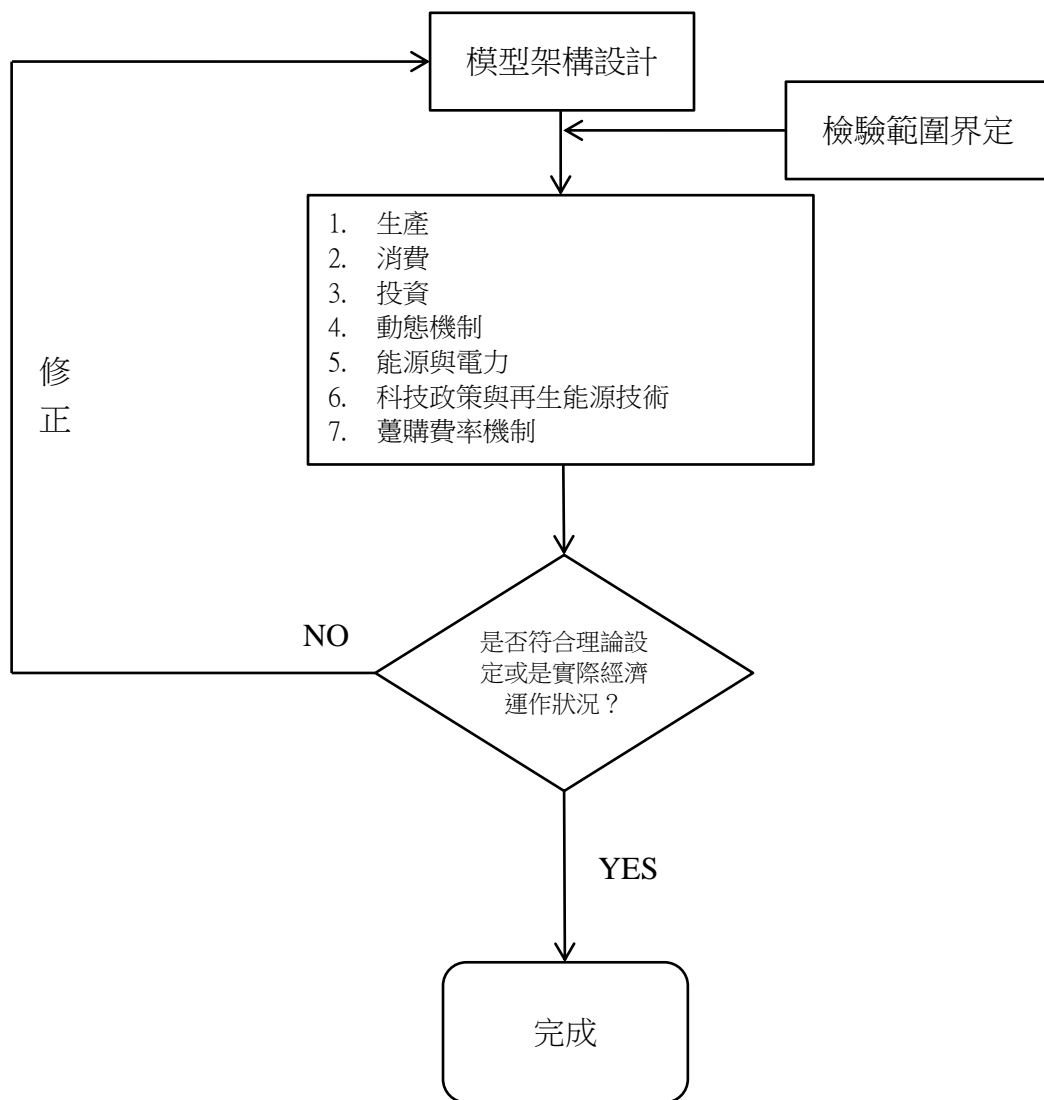 模型架構設計
檢驗範圍界定
1. 生產
2. 消費
3. 投資
4. 動態機制
5. 能源與電力
6. 科技政策與再生能源技術
7. 躉購費率機制
修
正
NO
是否符合理論設
定或是實際經濟
運作狀況？
YES
完成